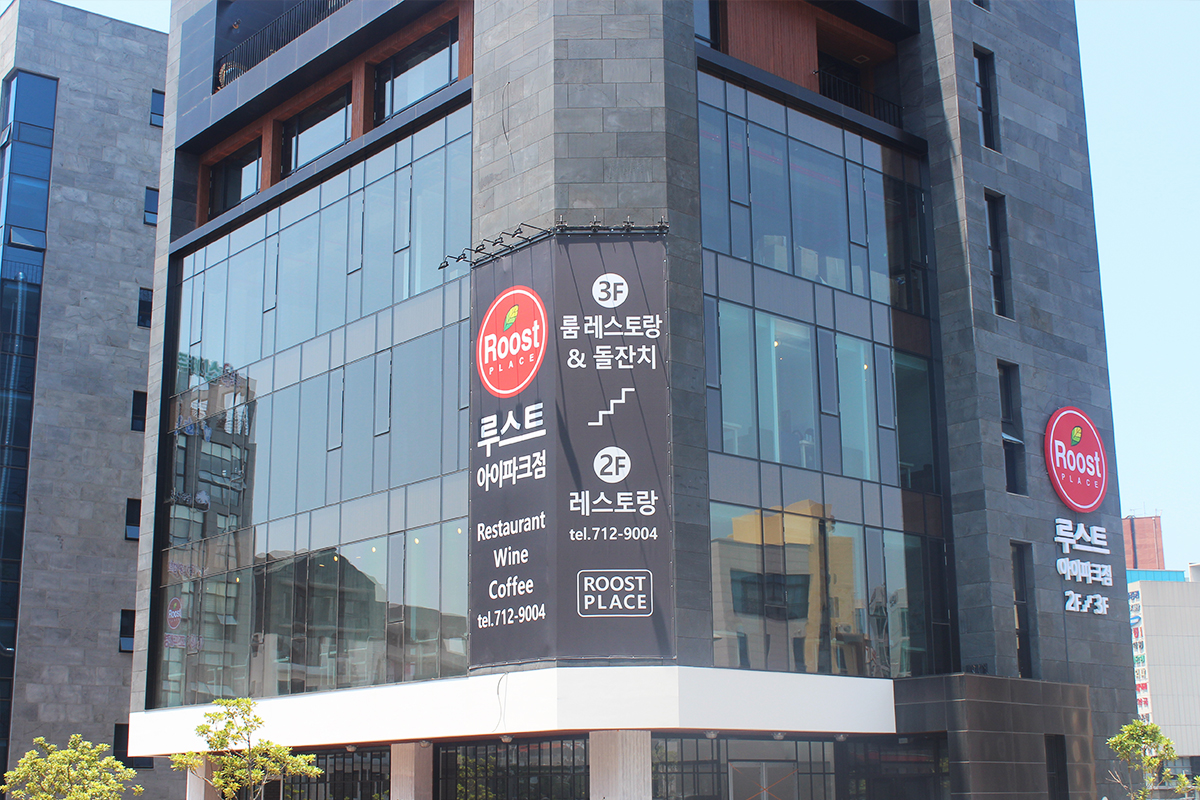 Roost
PLACE
루스트
아이파크점
Restaurant
Wine
Coffee
tel.712-9004
3F
룸 레스토랑
& 돌잔치
2F
레스토랑
tel.712-9004
ROOST
PLACE
Roost
PLACE
루스트
아이파크점
2F/3F
Roost